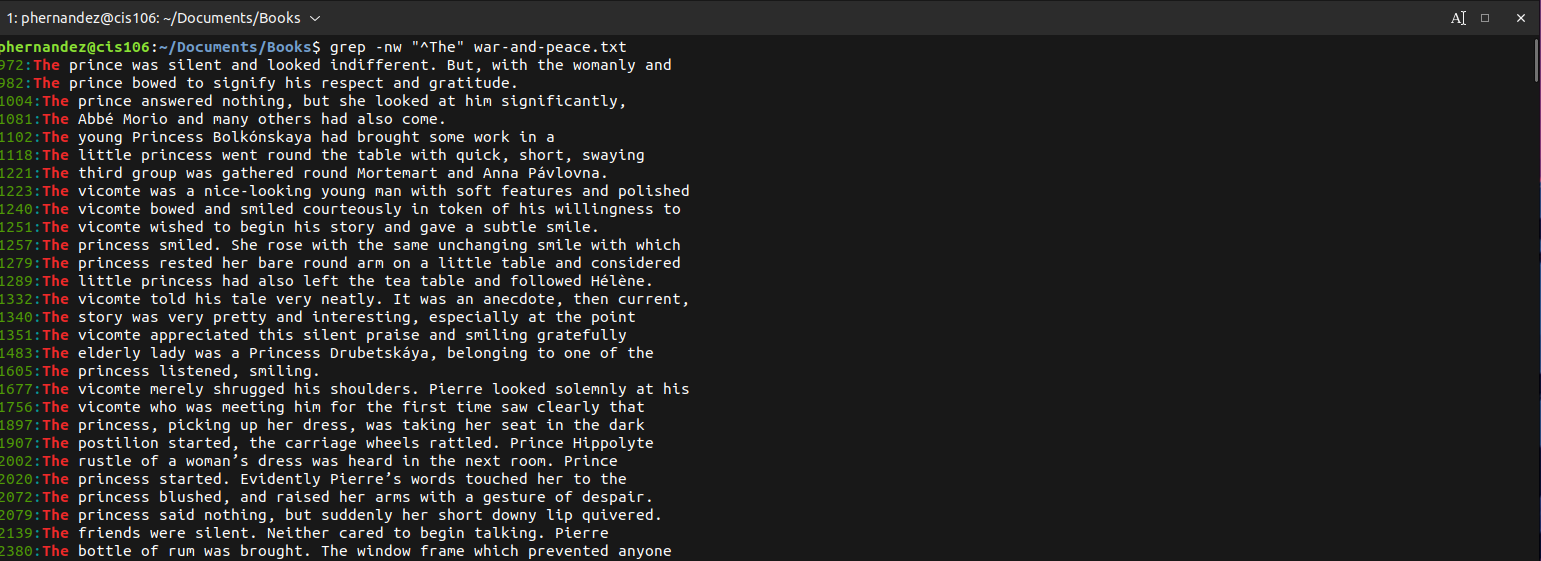 1: phernandez@cis106: ~/Documents/Books
phernandez@cis106:~/Documents/Books$ grep -nw "^The" war-and-peace.txt
972:The prince was silent and looked indifferent. But, with the womanly and
982:The prince bowed to signify his respect and gratitude.
1004:The prince answered nothing, but she looked at him significantly,
1081:The Abbé Morio and many others had also come.
1102:The young Princess Bolkónskaya had brought some work in a
1118:The little princess went round the table with quick, short, swaying
1221:The third group was gathered round Mortemart and Anna Pávlovna.
1223:The vicomte was a nice-looking young man with soft features and polished
1240:The vicomte bowed and smiled courteously in token of his willingness to
1251:The vicomte wished to begin his story and gave a subtle smile.
1257:The princess smiled. She rose with the same unchanging smile with which
1279:The princess rested her bare round arm on a little table and considered
1289:The little princess had also left the tea table and followed Hélène.
1332:The vicomte told his tale very neatly. It was an anecdote, then current,
1340:The story was very pretty and interesting, especially at the point
1351:The vicomte appreciated this silent praise and smiling gratefully
1483:The elderly lady was a Princess Drubetskáya, belonging to one of the
1605:The princess listened, smiling.
1677:The vicomte merely shrugged his shoulders. Pierre looked solemnly at his
1756:The vicomte who was meeting him for the first time saw clearly that
1897:The princess, picking up her dress, was taking her seat in the dark
1907:The postilion started, the carriage wheels rattled. Prince Hippolyte
2002:The rustle of a woman’s dress was heard in the next room. Prince
2020:The princess started. Evidently Pierre’s words touched her to the
2072:The princess blushed, and raised her arms with a gesture of despair.
2079:The princess said nothing, but suddenly her short downy lip quivered.
2139:The friends were silent. Neither cared to begin talking. Pierre
2380:The bottle of rum was brought. The window frame which prevented anyone